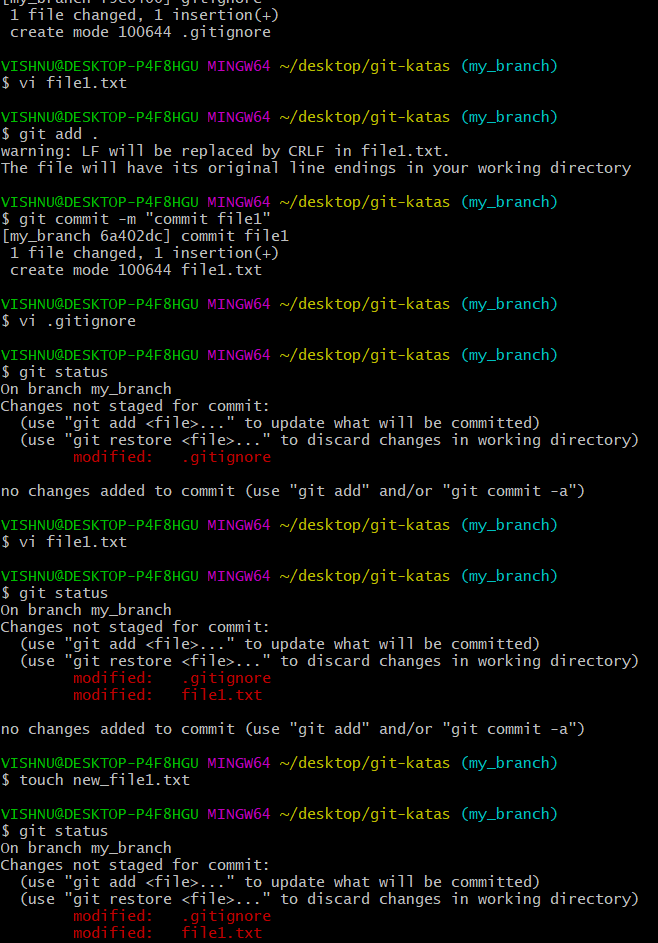 [my_branch f9c0106] gitignore
 1 file changed, 1 insertion(+)
 create mode 100644 .gitignore
VISHNU@DESKTOP-P4F8HGU MINGW64 ~/desktop/git-katas (my_branch)
$ vi file1.txt
VISHNU@DESKTOP-P4F8HGU MINGW64 ~/desktop/git-katas (my_branch)
$ git add .
warning: LF will be replaced by CRLF in file1.txt.
The file will have its original line endings in your working directory
VISHNU@DESKTOP-P4F8HGU MINGW64 ~/desktop/git-katas (my_branch)
$ git commit -m "commit file1"
[my_branch 6a402dc] commit file1
 1 file changed, 1 insertion(+)
 create mode 100644 file1.txt
VISHNU@DESKTOP-P4F8HGU MINGW64 ~/desktop/git-katas (my_branch)
$ vi .gitignore
VISHNU@DESKTOP-P4F8HGU MINGW64 ~/desktop/git-katas (my_branch)
$ git status
On branch my_branch
Changes not staged for commit:
  (use "git add <file>..." to update what will be committed)
  (use "git restore <file>..." to discard changes in working directory)
        modified:   .gitignore
no changes added to commit (use "git add" and/or "git commit -a")
VISHNU@DESKTOP-P4F8HGU MINGW64 ~/desktop/git-katas (my_branch)
$ vi file1.txt
VISHNU@DESKTOP-P4F8HGU MINGW64 ~/desktop/git-katas (my_branch)
$ git status
On branch my_branch
Changes not staged for commit:
  (use "git add <file>..." to update what will be committed)
  (use "git restore <file>..." to discard changes in working directory)
        modified:   .gitignore
        modified:   file1.txt
no changes added to commit (use "git add" and/or "git commit -a")
VISHNU@DESKTOP-P4F8HGU MINGW64 ~/desktop/git-katas (my_branch)
$ touch new_file1.txt
VISHNU@DESKTOP-P4F8HGU MINGW64 ~/desktop/git-katas (my_branch)
$ git status
On branch my_branch
Changes not staged for commit:
  (use "git add <file>..." to update what will be committed)
  (use "git restore <file>..." to discard changes in working directory)
        modified:   .gitignore
        modified:   file1.txt